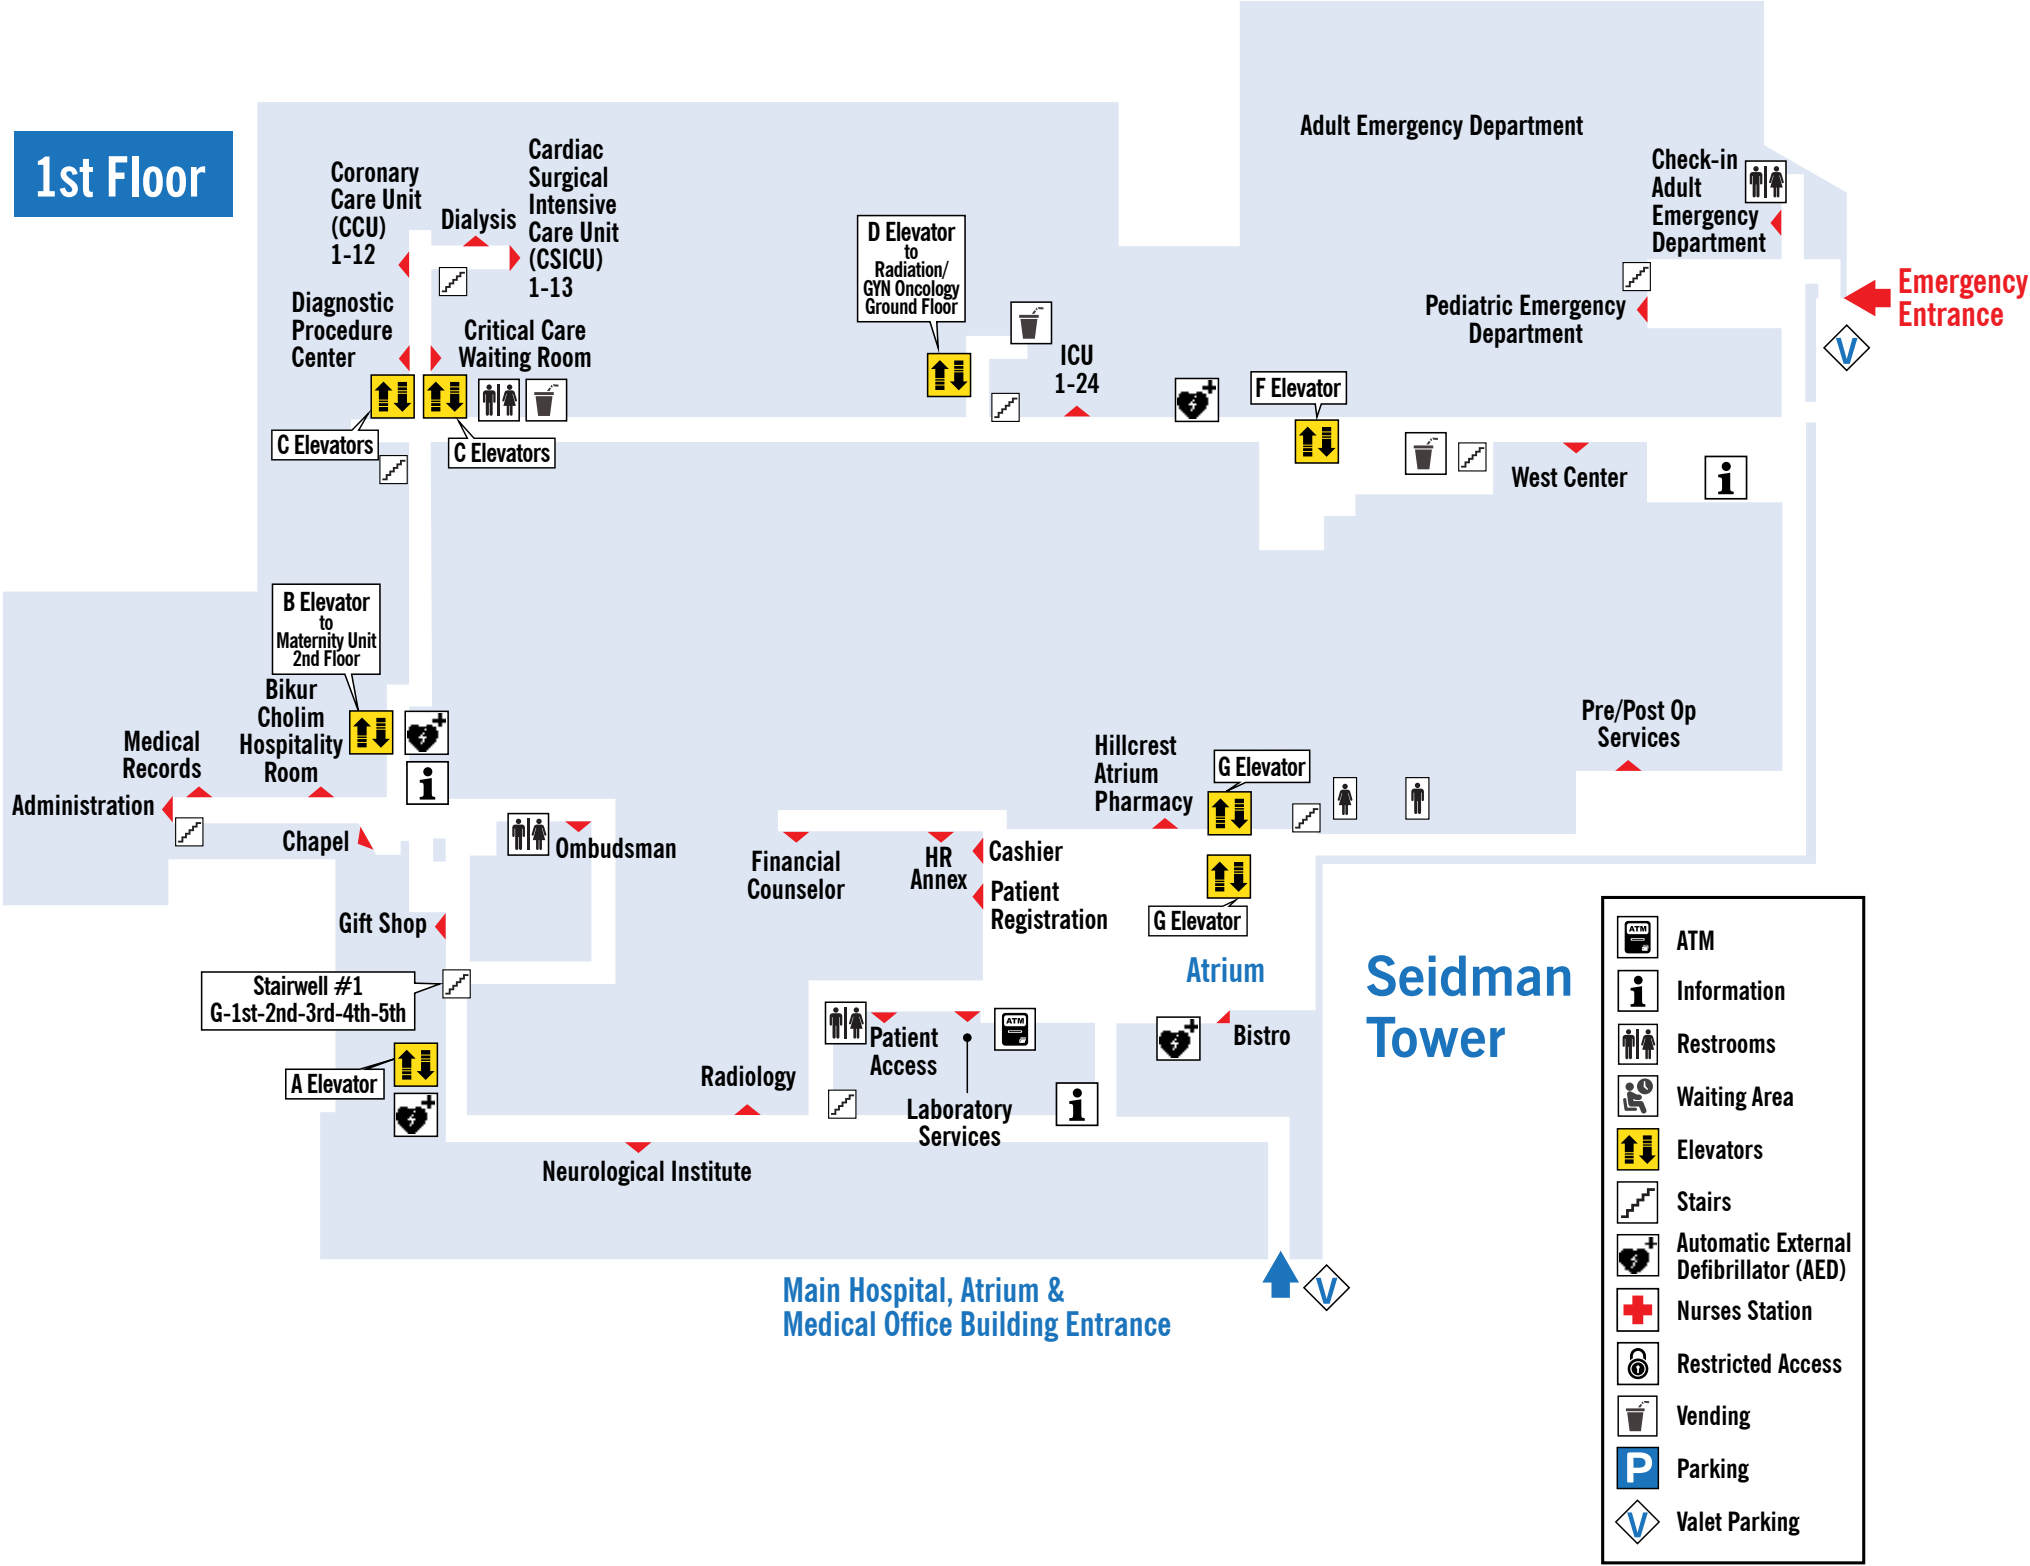 1st Floor
Coronary
Care Unit
(CCU)
1-12
Dialysis
Cardiac
Surgical
Intensive
Care Unit
(CSICU)
1-13
Diagnostic
Procedure
Center
Critical Care
Waiting Room
C Elevators
C Elevators
D Elevator
to
Radiation/
GYN Oncology
Ground Floor
ICU
1-24
F Elevator
Adult Emergency Department
Check-in
Adult
Emergency
Department
Pediatric Emergency
Department
Emergency
Entrance
V
West Center
i
B Elevator
to
Maternity Unit
2nd Floor
Bikur
Cholim
Hospitality
Room
Medical
Records
Administration
Chapel
i
Ombudsman
Gift Shop
Stairwell #1
G-1st-2nd-3rd-4th-5th
A Elevator
Financial
Counselor
HR
Annex
Cashier
Patient
Registration
Hillcrest
Atrium
Pharmacy
G Elevator
G Elevator
Pre/Post Op
Services
Atrium
Seidman
Tower
Patient
Access
ATM
Bistro
Radiology
Laboratory
Services
i
Neurological Institute
Main Hospital, Atrium &
Medical Office Building Entrance
V
ATM
ATM
i
Information
Restrooms
Waiting Area
Elevators
Stairs
Automatic External
Defibrillator (AED)
Nurses Station
Restricted Access
Vending
P
Parking
V
Valet Parking